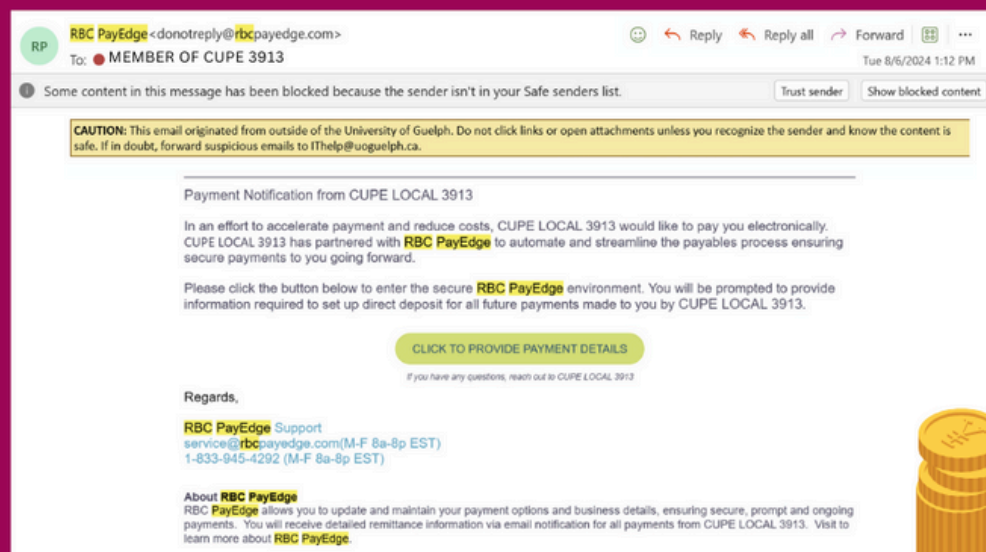 RP
RBC PayEdge<donotreply@rbcpayedge.com>
To: MEMBER OF CUPE 3913
Reply
Reply all
Forward
Tue 8/6/2024 1:12 PM
Some content in this message has been blocked because the sender isn't in your Safe senders list.
Trust sender
Show blocked content
CAUTION: This email originated from outside of the University of Guelph. Do not click links or open attachments unless you recognize the sender and know the content is
safe. If in doubt, forward suspicious emails to IThelp@uoguelph.ca.
Payment Notification from CUPE LOCAL 3913
In an effort to accelerate payment and reduce costs, CUPE LOCAL 3913 would like to pay you electronically.
CUPE LOCAL 3913 has partnered with RBC PayEdge to automate and streamline the payables process ensuring
secure payments to you going forward.
Please click the button below to enter the secure RBC PayEdge environment. You will be prompted to provide
information required to set up direct deposit for all future payments made to you by CUPE LOCAL 3913.
CLICK TO PROVIDE PAYMENT DETAILS
If you have any questions, reach out to CUPE LOCAL 3913
Regards,
RBC PayEdge Support
service@rbcpayedge.com(M-F 8a-8p EST)
1-833-945-4292 (M-F 8a-8p EST)
About RBC PayEdge
RBC PayEdge allows you to update and maintain your payment options and business details, ensuring secure, prompt and ongoing
payments. You will receive detailed remittance information via email notification for all payments from CUPE LOCAL 3913. Visit to
learn more about RBC PayEdge.